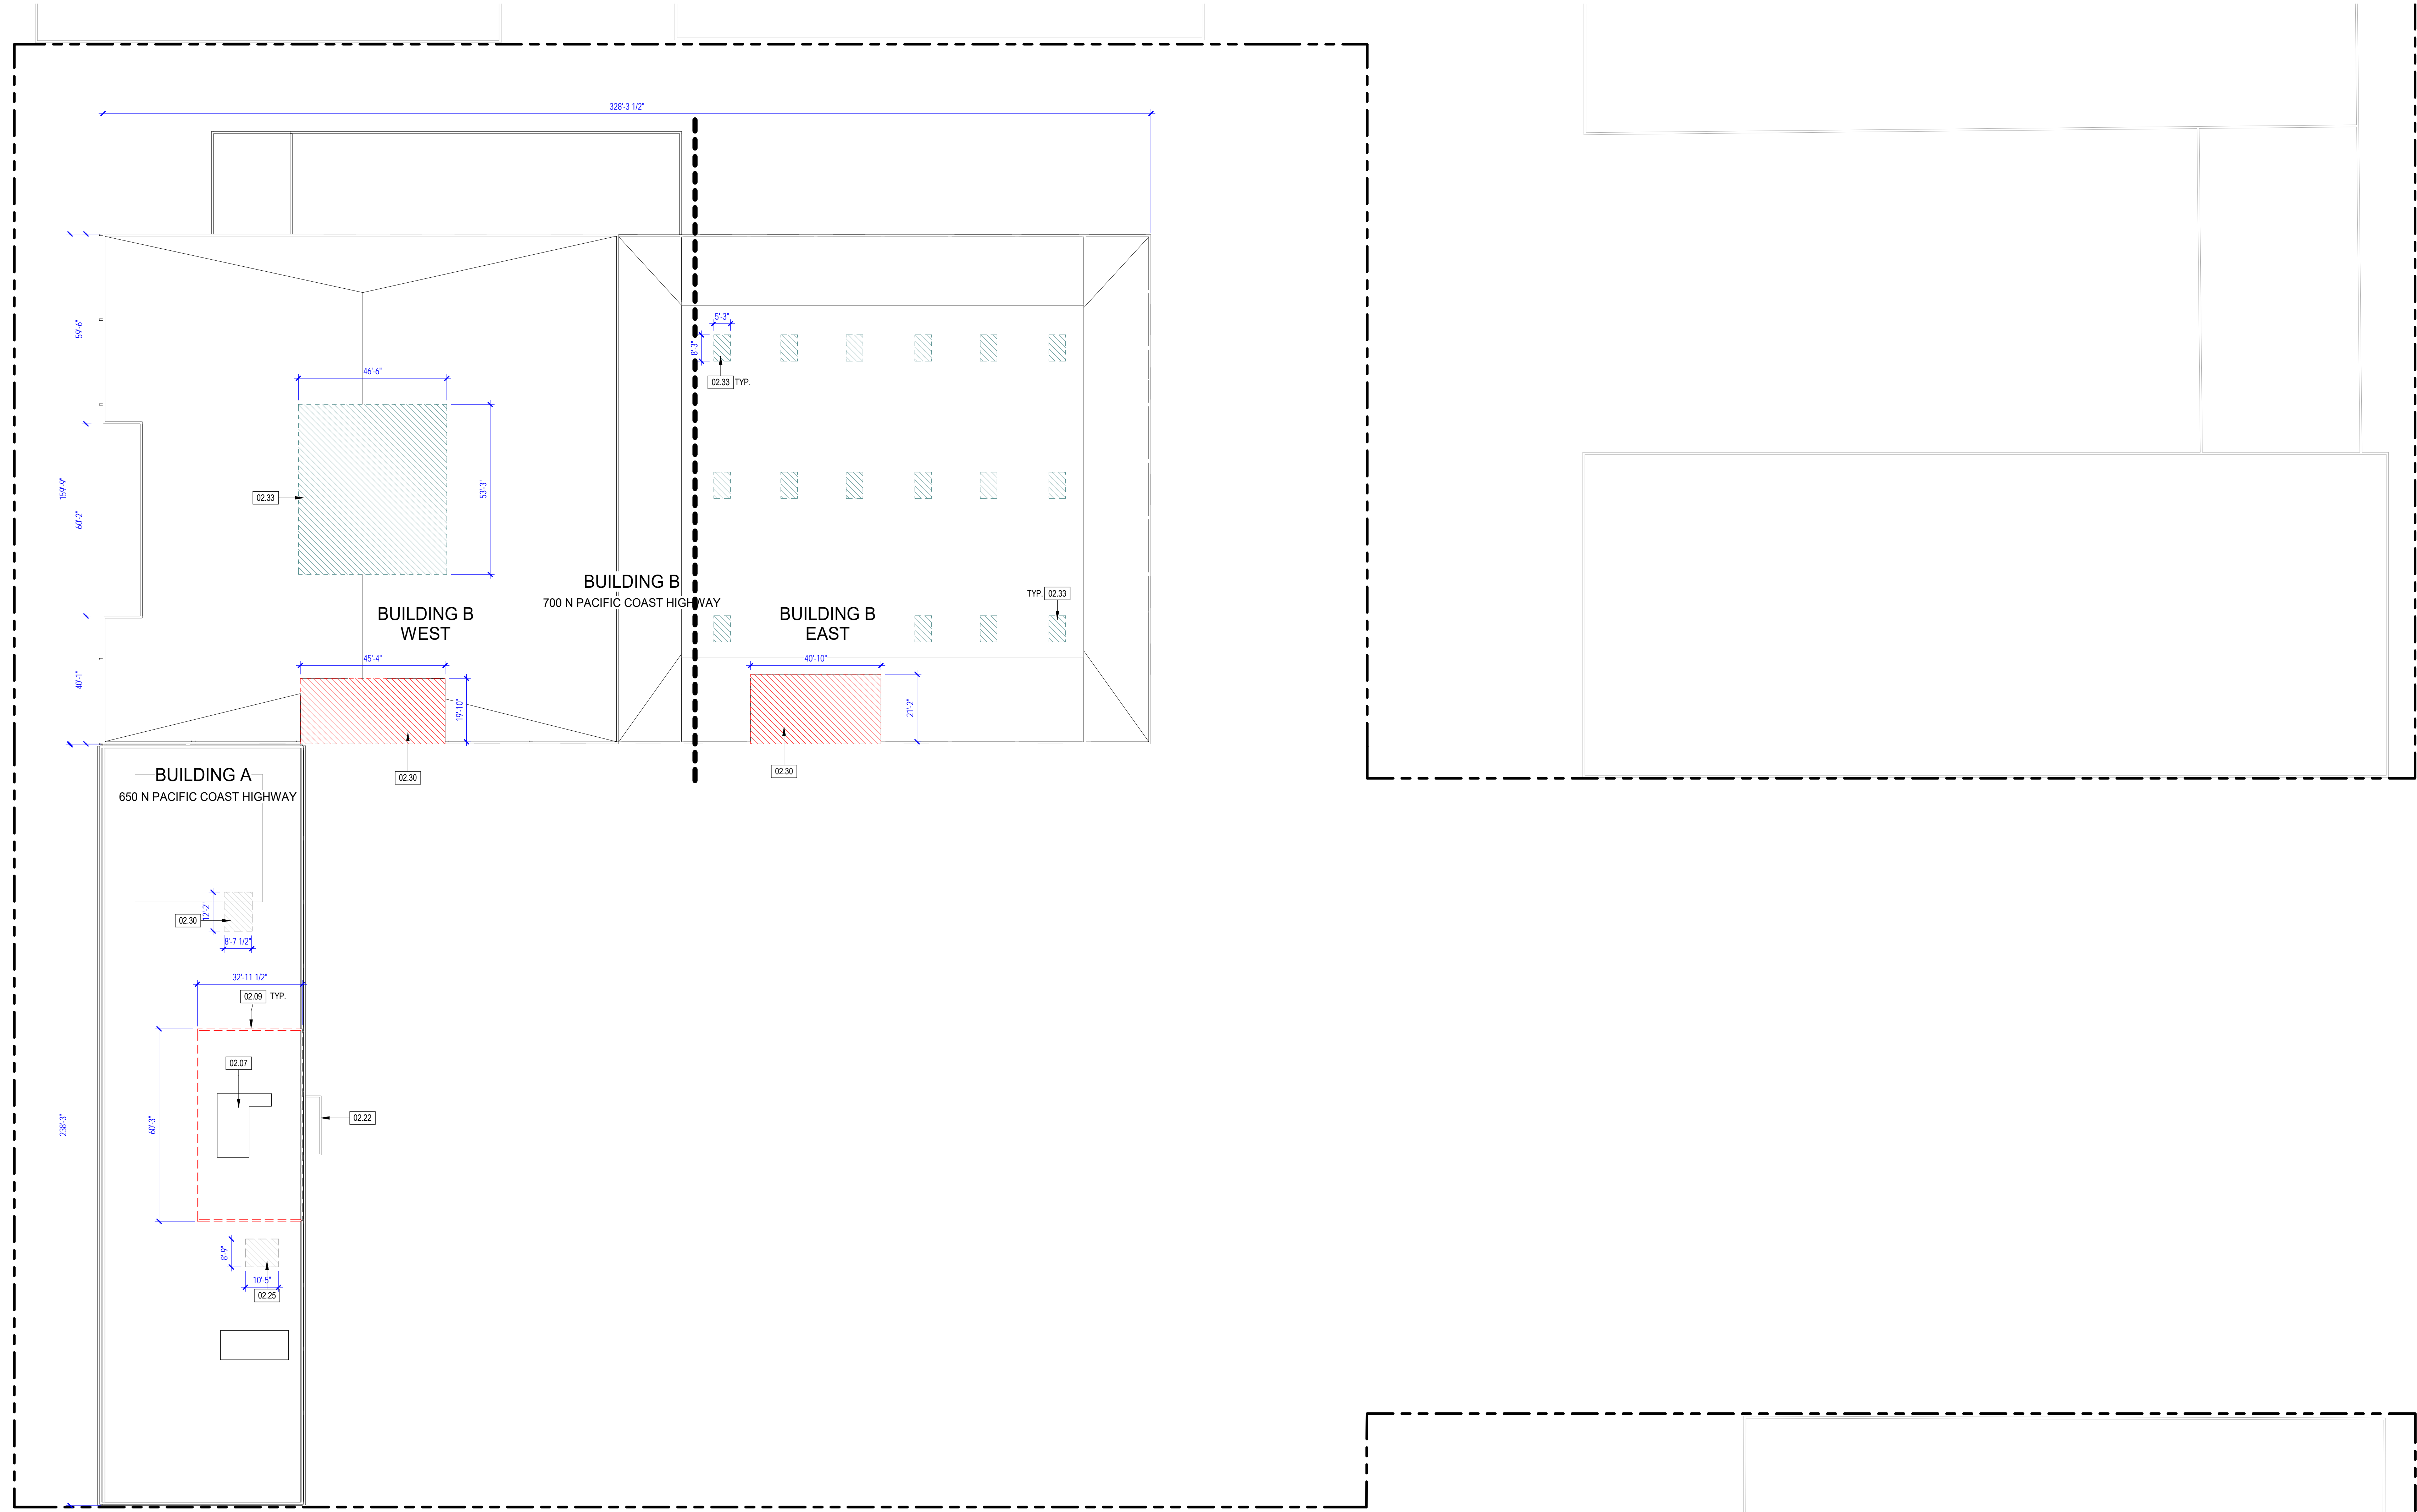 328'-3 1/2"
5'-3"
8'-3"
02.33 TYP.
59'-6"
46'-6"
159'-9"
60'-2"
02.33
53'-3"
BUILDING B
700 N PACIFIC COAST HIGHWAY
TYP. 02.33
BUILDING B
WEST
BUILDING B
EAST
45'-4"
40'-10"
40'-1"
19'-10"
21'-2"
02.30
02.30
BUILDING A
650 N PACIFIC COAST HIGHWAY
12'-2"
02.30
8'-7 1/2"
32'-11 1/2"
02.09 TYP.
02.07
238'-3"
60'-3"
02.22
8'-9"
10'-5"
02.25